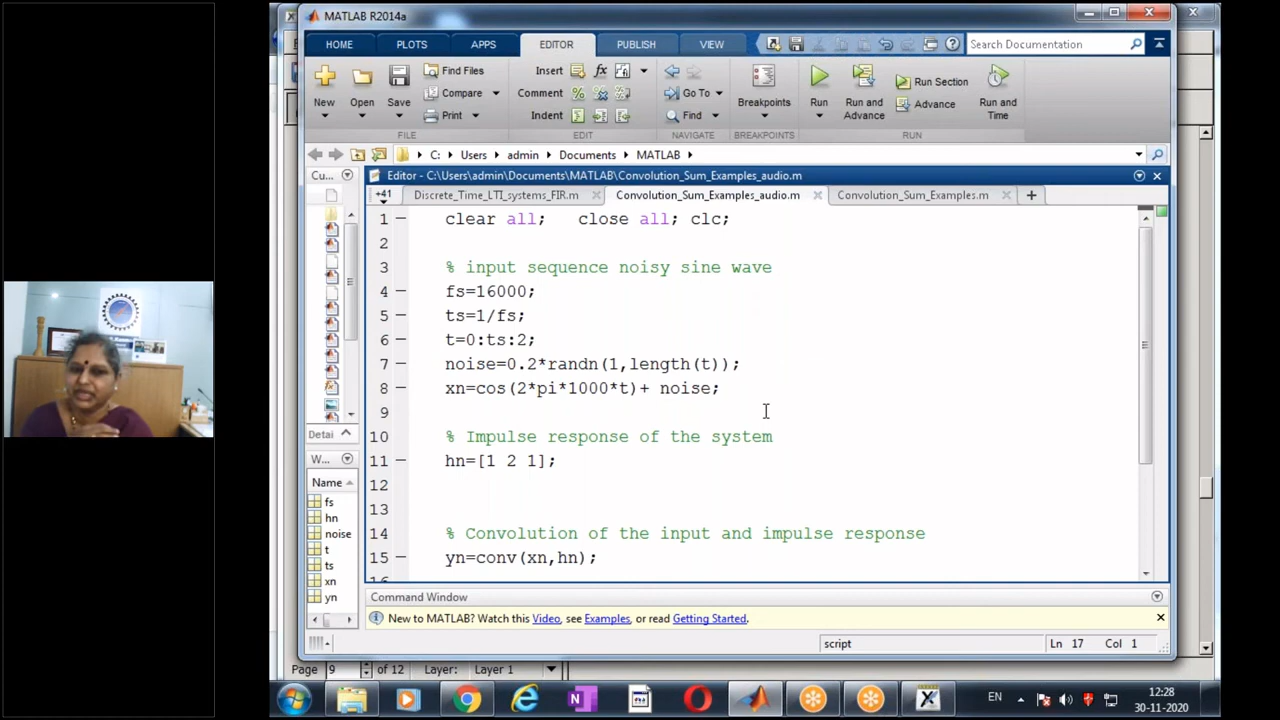 MATLAB R2014a
HOME PLOTS APPS EDITOR PUBLISH VIEW Search Documentation
New Open Save Find Files Compare Print Insert Comment Indent fx Go To Find Breakpoints Run Run and Advance Run Section Advance Run and Time
FILE EDIT NAVIGATE BREAKPOINTS RUN
C: Users admin Documents MATLAB
Cu... Editor - C:\Users\admin\Documents\MATLAB\Convolution_Sum_Examples_audio.m
+41 Discrete_Time_LTI_systems_FIR.m Convolution_Sum_Examples_audio.m Convolution_Sum_Examples.m
1 clear all; close all; clc;
2
3 % input sequence noisy sine wave
4 fs=16000;
5 ts=1/fs;
6 t=0:ts:2;
7 noise=0.2*randn(1,length(t));
8 xn=cos(2*pi*1000*t)+ noise;
9
10 % Impulse response of the system
11 hn=[1 2 1];
12
13
14 % Convolution of the input and impulse response
15 yn=conv(xn,hn);
Detai
W...
Name
fs
hn
noise
t
ts
xn
yn
Command Window
New to MATLAB? Watch this Video, see Examples, or read Getting Started.
script Ln 17 Col 1
Page 9 of 12 Layer: Layer 1
EN 12:28
30-11-2020